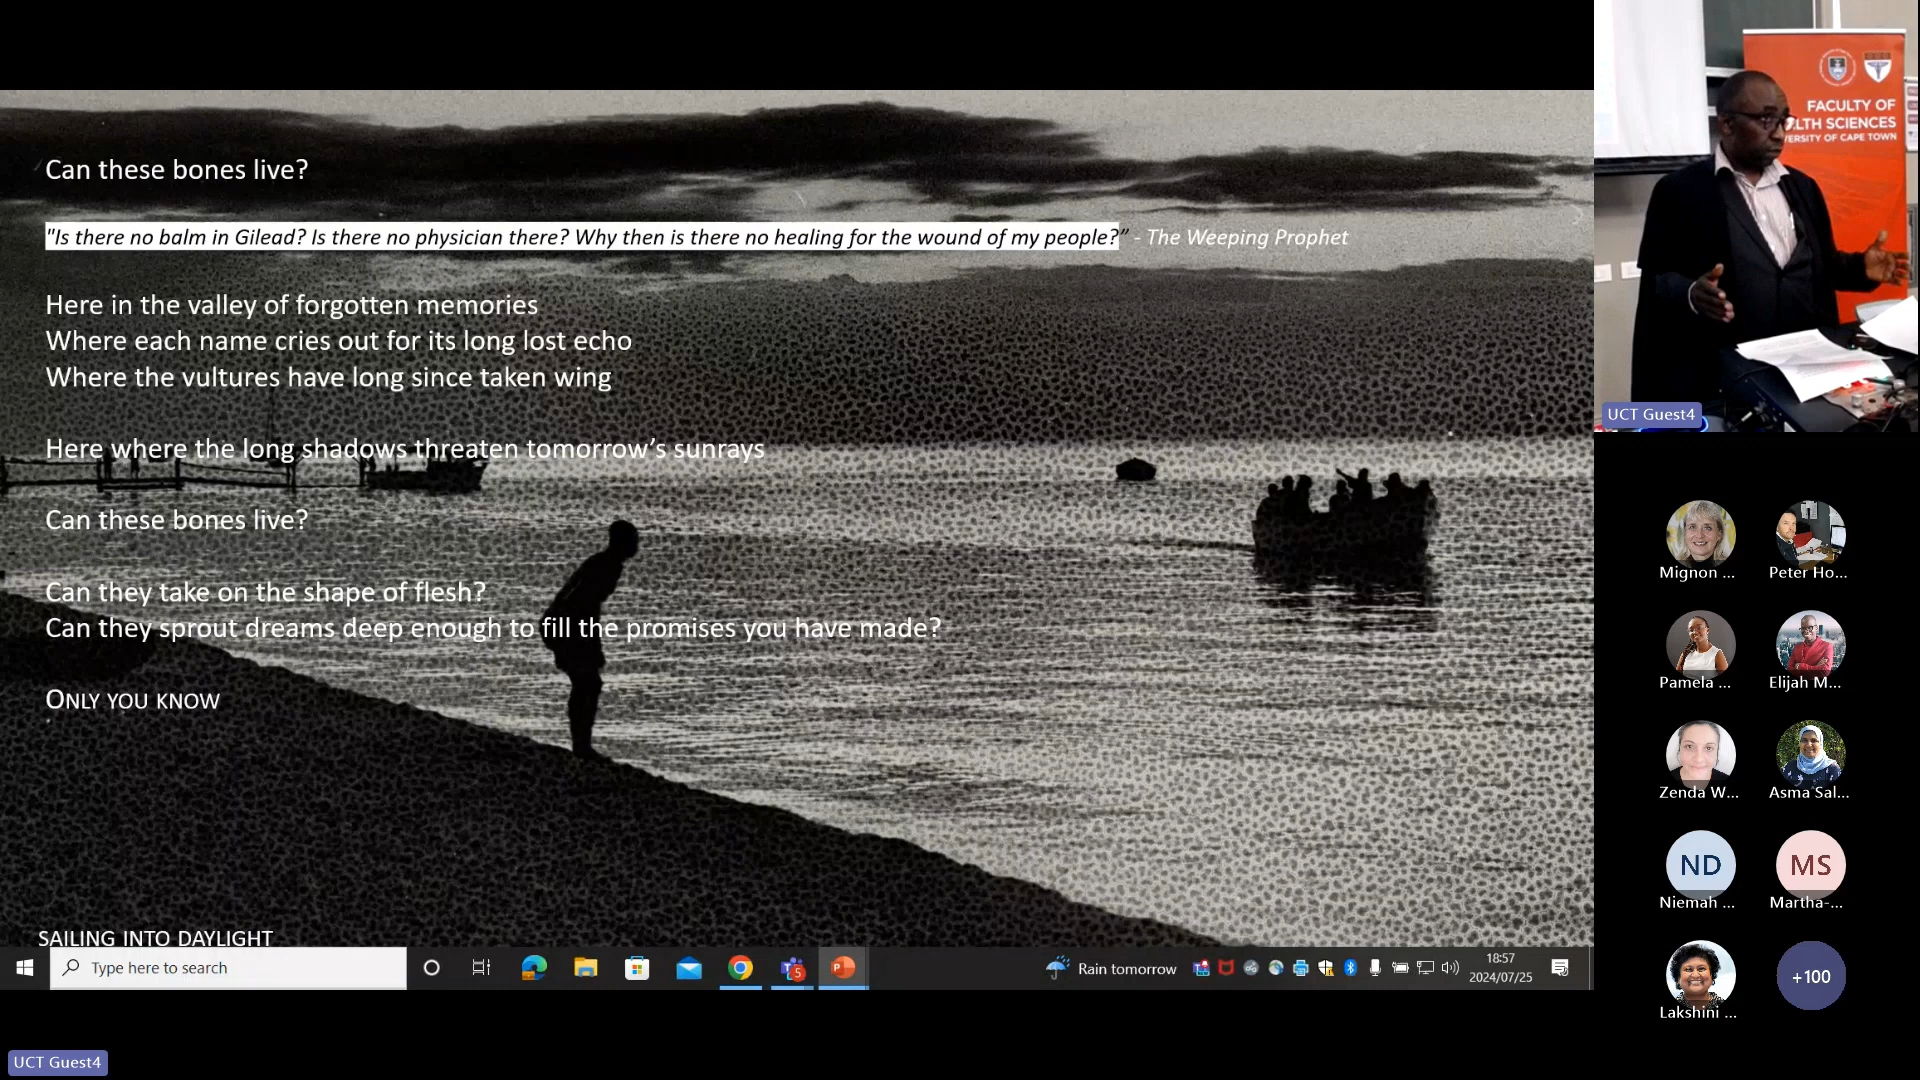 Can these bones live?
"Is there no balm in Gilead? Is there no physician there? Why then is there no healing for the wound of my people?” - The Weeping Prophet
Here in the valley of forgotten memories
Where each name cries out for its long lost echo
Where the vultures have long since taken wing
Here where the long shadows threaten tomorrow’s sunrays
Can these bones live?
Can they take on the shape of flesh?
Can they sprout dreams deep enough to fill the promises you have made?
ONLY YOU KNOW
SAILING INTO DAYLIGHT
Type here to search
Rain tomorrow
18:57
2024/07/25
UCT Guest4
FACULTY OF
LTH SCIENCES
VERSITY OF CAPE TOWN
UCT Guest4
Mignon ...
Peter Ho...
Pamela ...
Elijah M...
Zenda W...
Asma Sal...
ND
MS
Niemah ...
Martha-...
+100
Lakshini ...